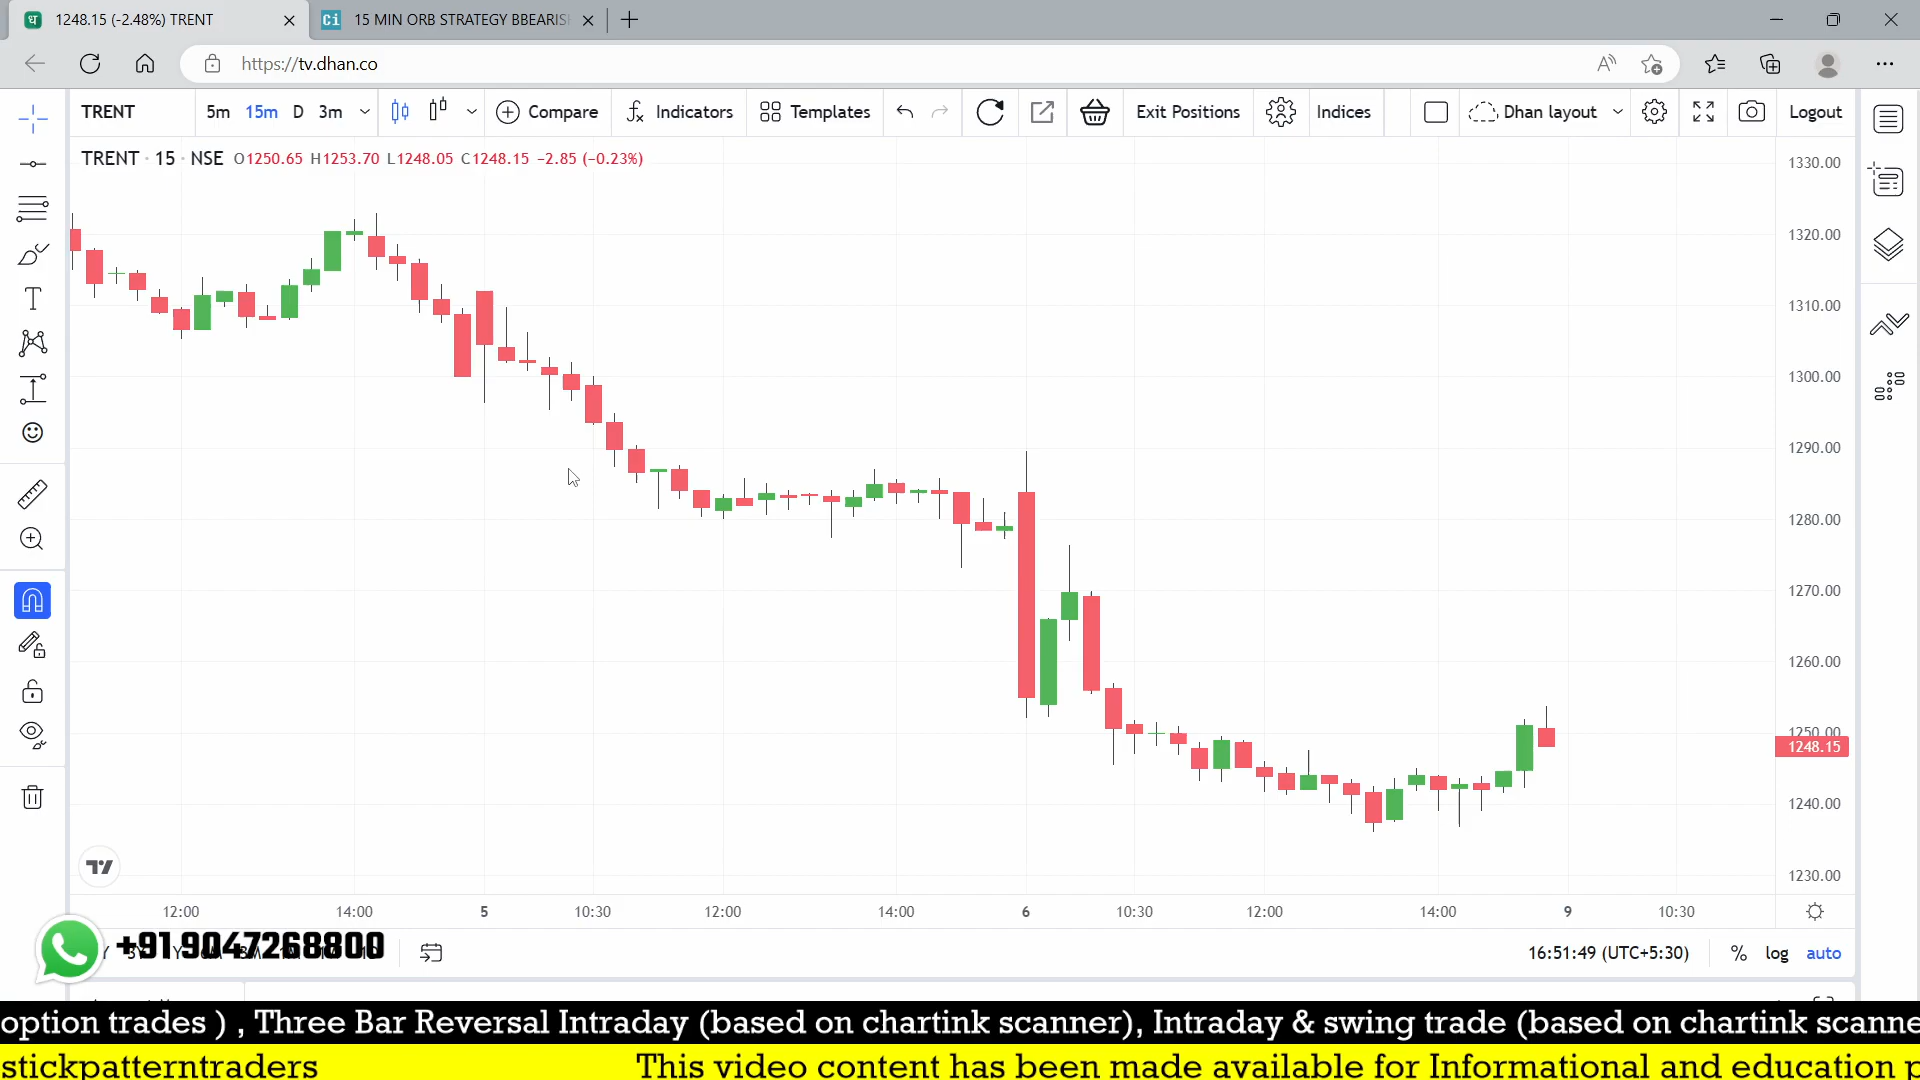 1248.15 (-2.48%) TRENT
Ci 15 MIN ORB STRATEGY BBEARIS
https://tv.dhan.co
TRENT 5m 15m D 3m Compare Indicators Templates Exit Positions Indices Dhan layout Logout
TRENT · 15 · NSE O1250.65 H1253.70 L1248.05 C1248.15 −2.85 (−0.23%)
1330.00
1320.00
1310.00
1300.00
1290.00
1280.00
1270.00
1260.00
1250.00
1248.15
1240.00
1230.00
12:00 14:00 5 10:30 12:00 14:00 6 10:30 12:00 14:00 9 10:30
+91 9047268800
16:51:49 (UTC+5:30) % log auto
option trades ) , Three Bar Reversal Intraday (based on chartink scanner), Intraday & swing trade (based on chartink scanne
stickpatterntraders This video content has been made available for Informational and education p